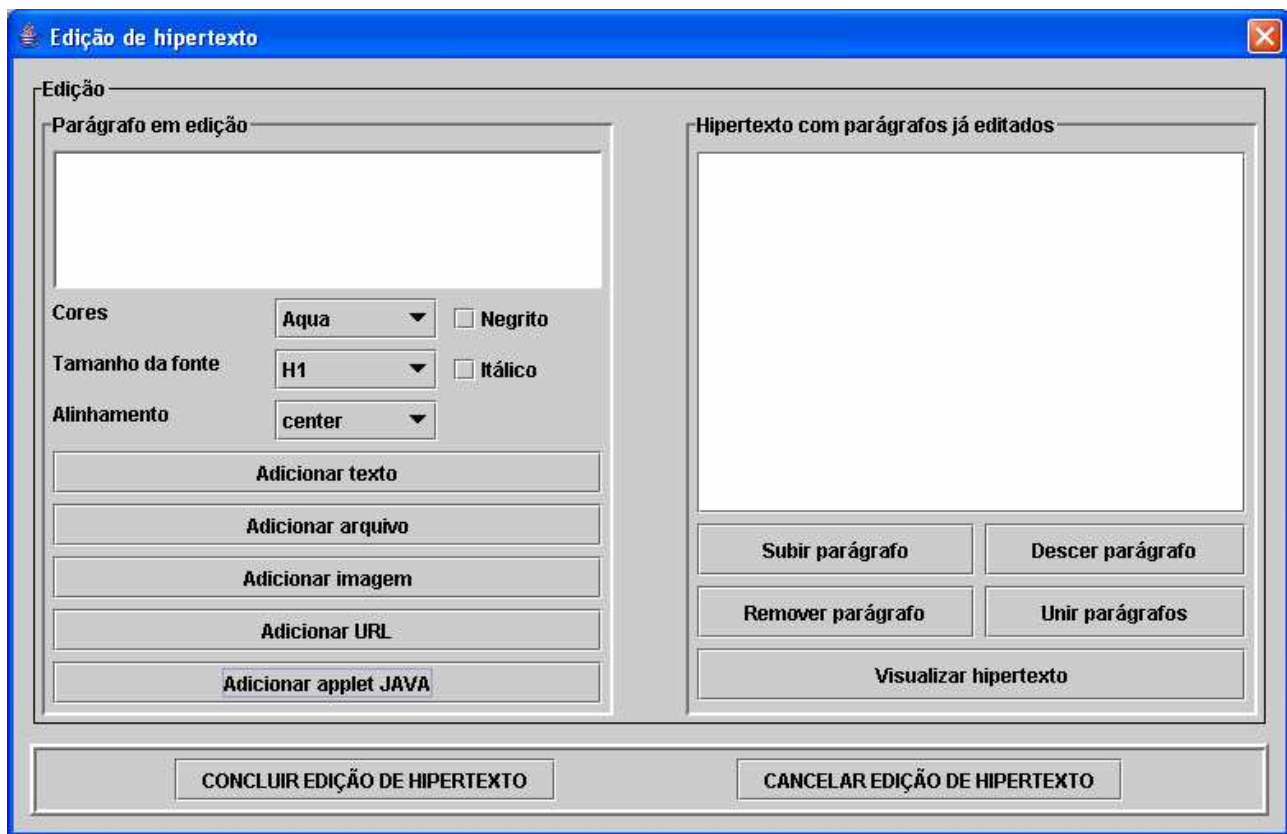 Edição de hipertexto
Edição
Parágrafo em edição
Cores
Aqua
Negrito
Tamanho da fonte
H1
Itálico
Alinhamento
center
Adicionar texto
Adicionar arquivo
Adicionar imagem
Adicionar URL
Adicionar applet JAVA
Hipertexto com parágrafos já editados
Subir parágrafo
Descer parágrafo
Remover parágrafo
Unir parágrafos
Visualizar hipertexto
CONCLUIR EDIÇÃO DE HIPERTEXTO
CANCELAR EDIÇÃO DE HIPERTEXTO